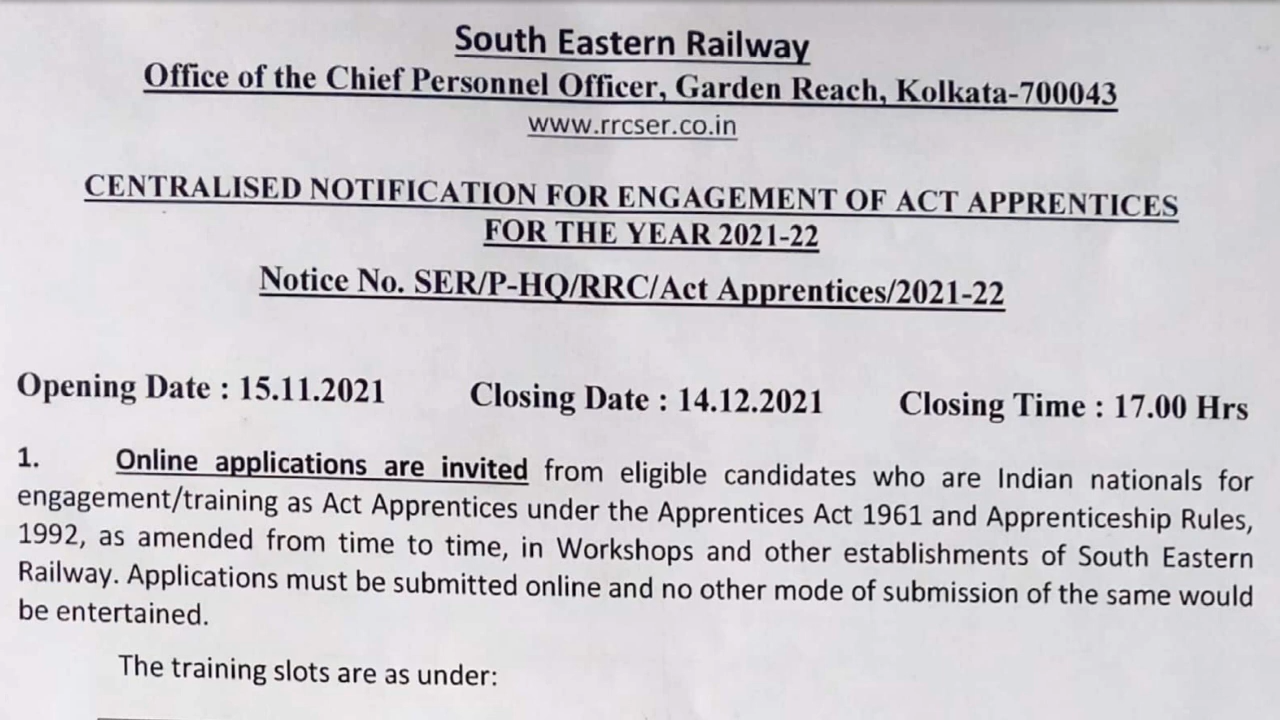 South Eastern Railway
Office of the Chief Personnel Officer, Garden Reach, Kolkata-700043
www.rrcser.co.in
CENTRALISED NOTIFICATION FOR ENGAGEMENT OF ACT APPRENTICES
FOR THE YEAR 2021-22
Notice No. SER/P-HQ/RRC/Act Apprentices/2021-22
Opening Date : 15.11.2021 Closing Date : 14.12.2021 Closing Time : 17.00 Hrs
1. Online applications are invited from eligible candidates who are Indian nationals for
engagement/training as Act Apprentices under the Apprentices Act 1961 and Apprenticeship Rules,
1992, as amended from time to time, in Workshops and other establishments of South Eastern
Railway. Applications must be submitted online and no other mode of submission of the same would
be entertained.
The training slots are as under: